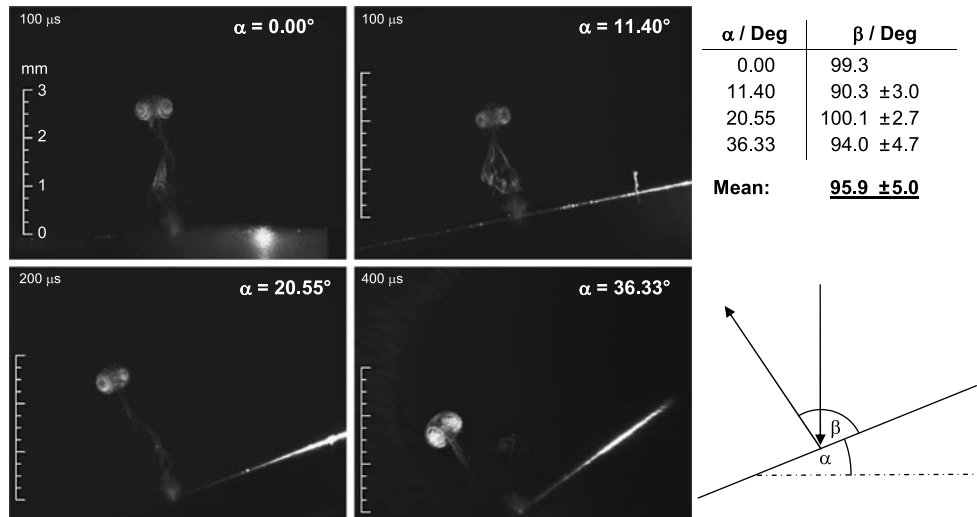 100 μs
α = 0.00°
mm
3
2
1
0
100 μs
α = 11.40°
200 μs
α = 20.55°
400 μs
α = 36.33°
α / Deg β / Deg
0.00 99.3
11.40 90.3 ±3.0
20.55 100.1 ±2.7
36.33 94.0 ±4.7
Mean: 95.9 ±5.0
β
α